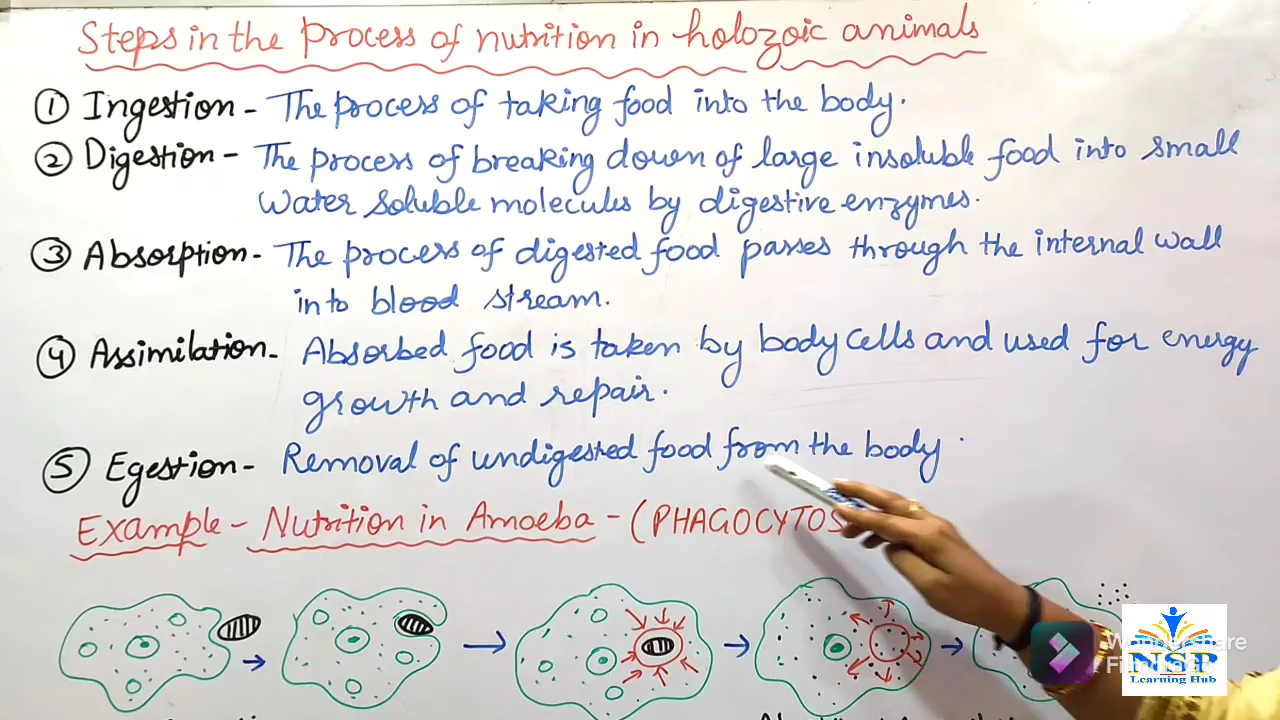 Steps in the process of nutrition in holozoic animals
① Ingestion - The process of taking food into the body.
② Digestion - The process of breaking down of large insoluble food into small
water soluble molecules by digestive enzymes.
③ Absorption - The process of digested food passes through the internal wall
into blood stream.
④ Assimilation - Absorbed food is taken by body cells and used for energy
growth and repair.
⑤ Egestion - Removal of undigested food from the body.
Example - Nutrition in Amoeba - (PHAGOCYTOS
Wondershare
NSP
Learning Hub